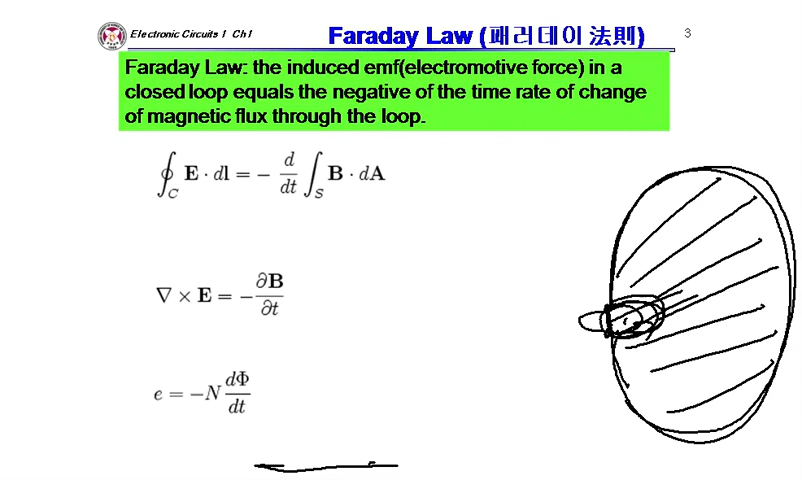 Electronic Circuits 1 Ch1
Faraday Law (패러데이 法則)
3
Faraday Law: the induced emf(electromotive force) in a
closed loop equals the negative of the time rate of change
of magnetic flux through the loop.
∮_C E · dl = − d/dt ∫_S B · dA
∇ × E = − ∂B/∂t
e = −N dΦ/dt